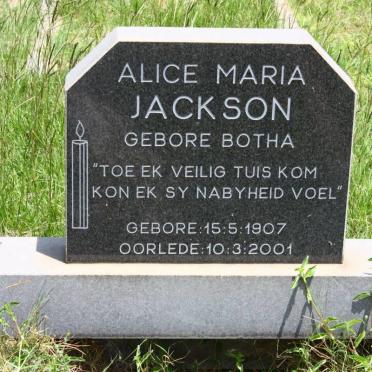 ALICE MARIA
JACKSON
GEBORE BOTHA
"TOE EK VEILIG TUIS KOM
KON EK SY NABYHEID VOEL"
GEBORE:15:5:1907
OORLEDE:10:3:2001